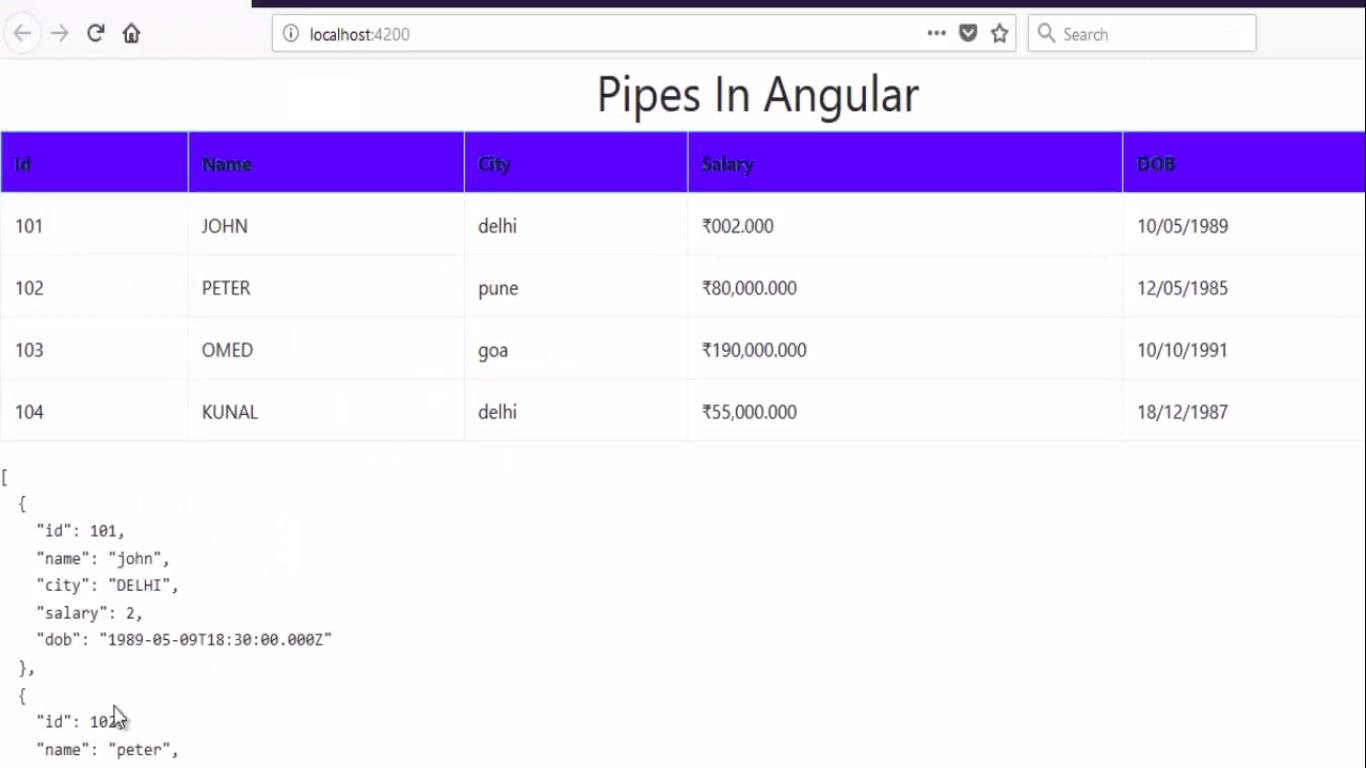 localhost:4200
Search
Pipes In Angular
Id Name City Salary DOB
101 JOHN delhi ₹002.000 10/05/1989
102 PETER pune ₹80,000.000 12/05/1985
103 OMED goa ₹190,000.000 10/10/1991
104 KUNAL delhi ₹55,000.000 18/12/1987
[
{
"id": 101,
"name": "john",
"city": "DELHI",
"salary": 2,
"dob": "1989-05-09T18:30:00.000Z"
},
{
"id": 102
"name": "peter",